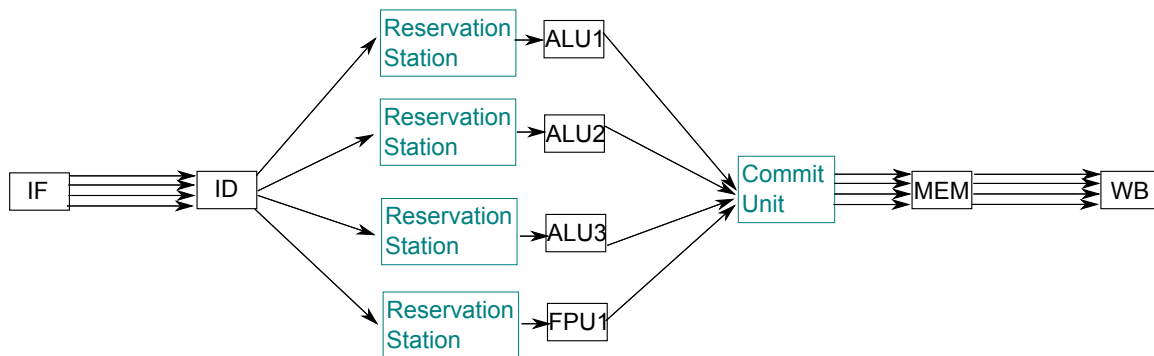 Reservation
Station
ALU1
Reservation
Station
ALU2
IF
ID
Commit
Unit
MEM
WB
Reservation
Station
ALU3
Reservation
Station
FPU1